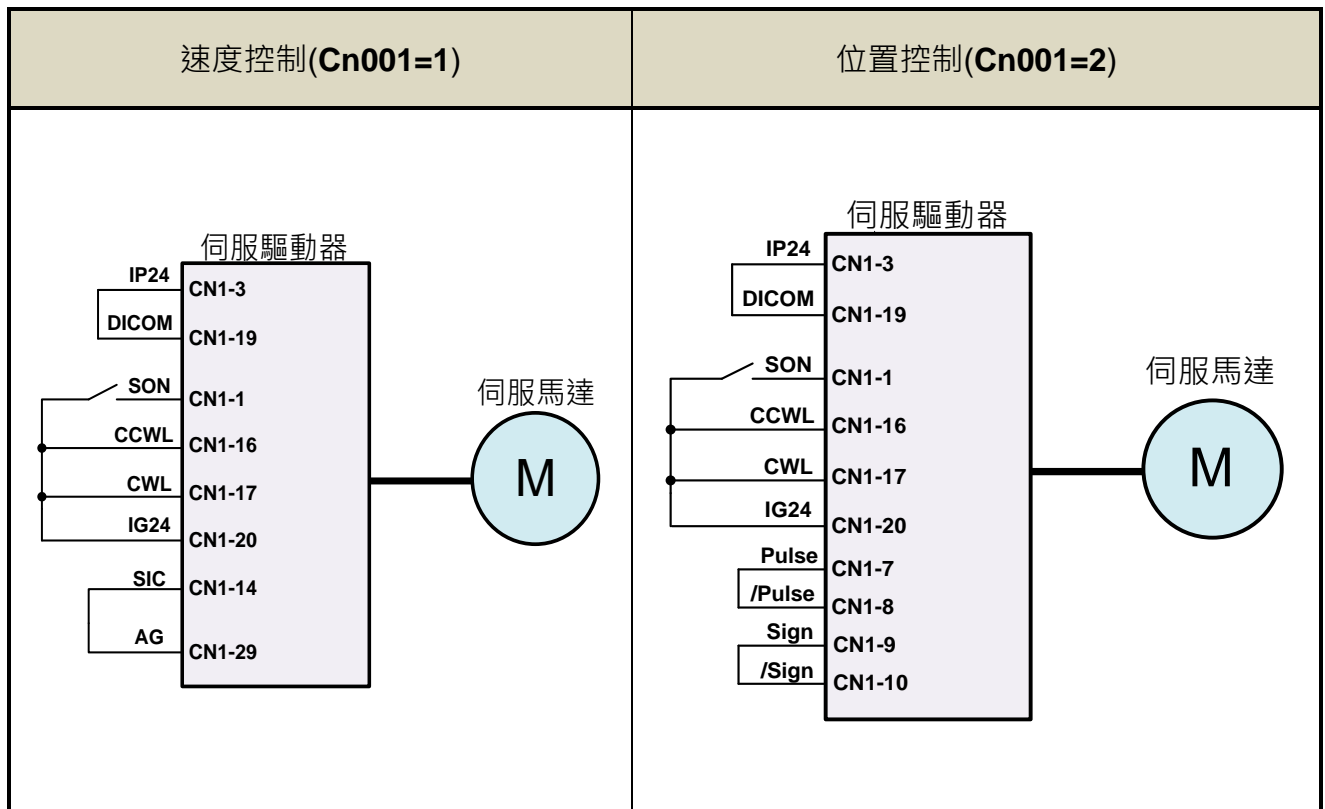 速度控制(Cn001=1)
位置控制(Cn001=2)
伺服驅動器
IP24
CN1-3
DICOM
CN1-19
SON
CN1-1
CCWL
CN1-16
CWL
CN1-17
IG24
CN1-20
SIC
CN1-14
AG
CN1-29
伺服馬達
M
伺服驅動器
IP24
CN1-3
DICOM
CN1-19
SON
CN1-1
CCWL
CN1-16
CWL
CN1-17
IG24
CN1-20
Pulse
CN1-7
/Pulse
CN1-8
Sign
CN1-9
/Sign
CN1-10
伺服馬達
M